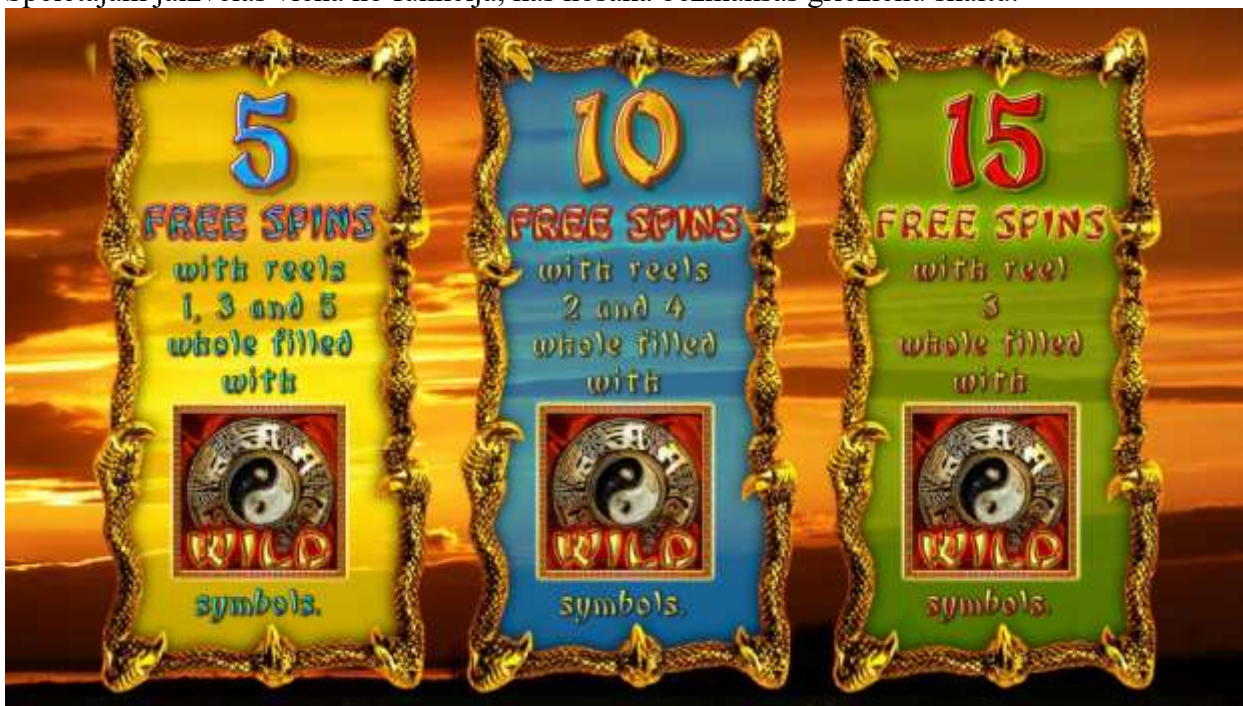 5
FREE SPINS
with reels
1, 3 and 5
whole filled
with
WILD
symbols.
10
FREE SPINS
with reels
2 and 4
whole filled
with
WILD
symbols.
15
FREE SPINS
with reel
3
whole filled
with
WILD
symbols.